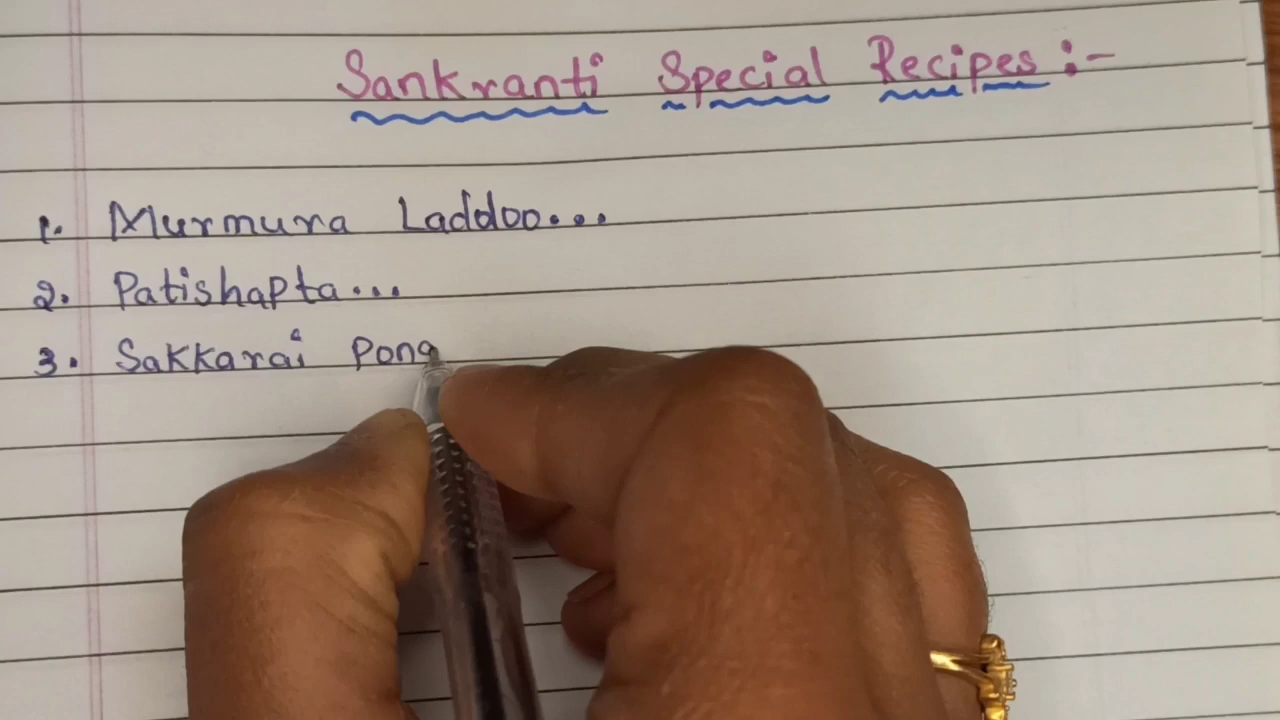 Sankranti Special Recipes :-
1. Murmura Laddoo...
2. Patishapta...
3. Sakkarai Pong